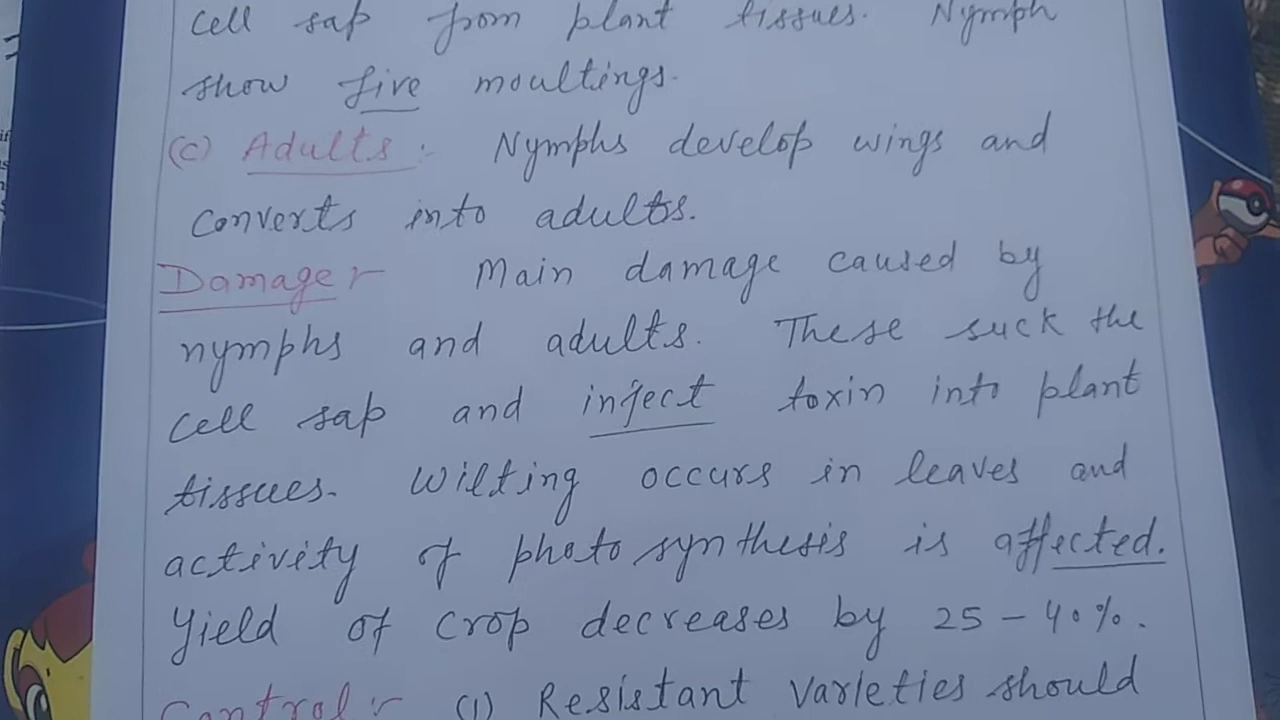 cell sap from plant tissues. Nymph
show five moultings.
(c) Adults :- Nymphs develop wings and
converts into adults.
Damage :- Main damage caused by
nymphs and adults. These suck the
cell sap and inject toxin into plant
tissues. Wilting occurs in leaves and
activity of photosynthesis is affected.
Yield of crop decreases by 25 - 40%.
Control :- (1) Resistant varieties should